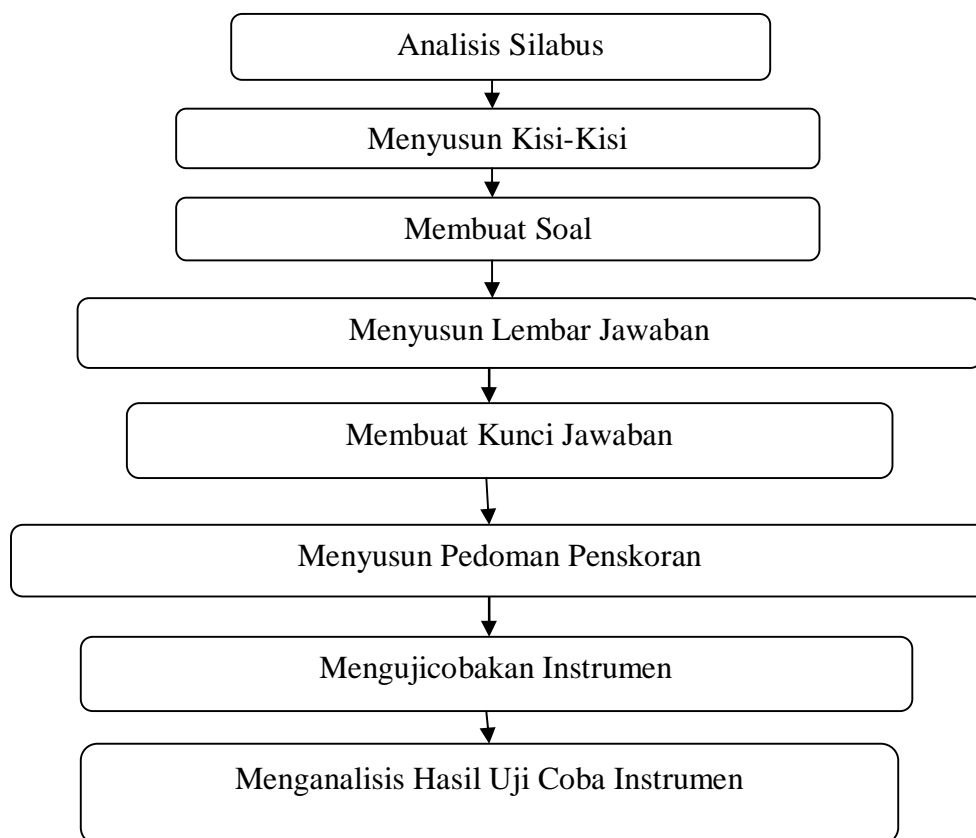 Analisis Silabus
Menyusun Kisi-Kisi
Membuat Soal
Menyusun Lembar Jawaban
Membuat Kunci Jawaban
Menyusun Pedoman Penskoran
Mengujicobakan Instrumen
Menganalisis Hasil Uji Coba Instrumen